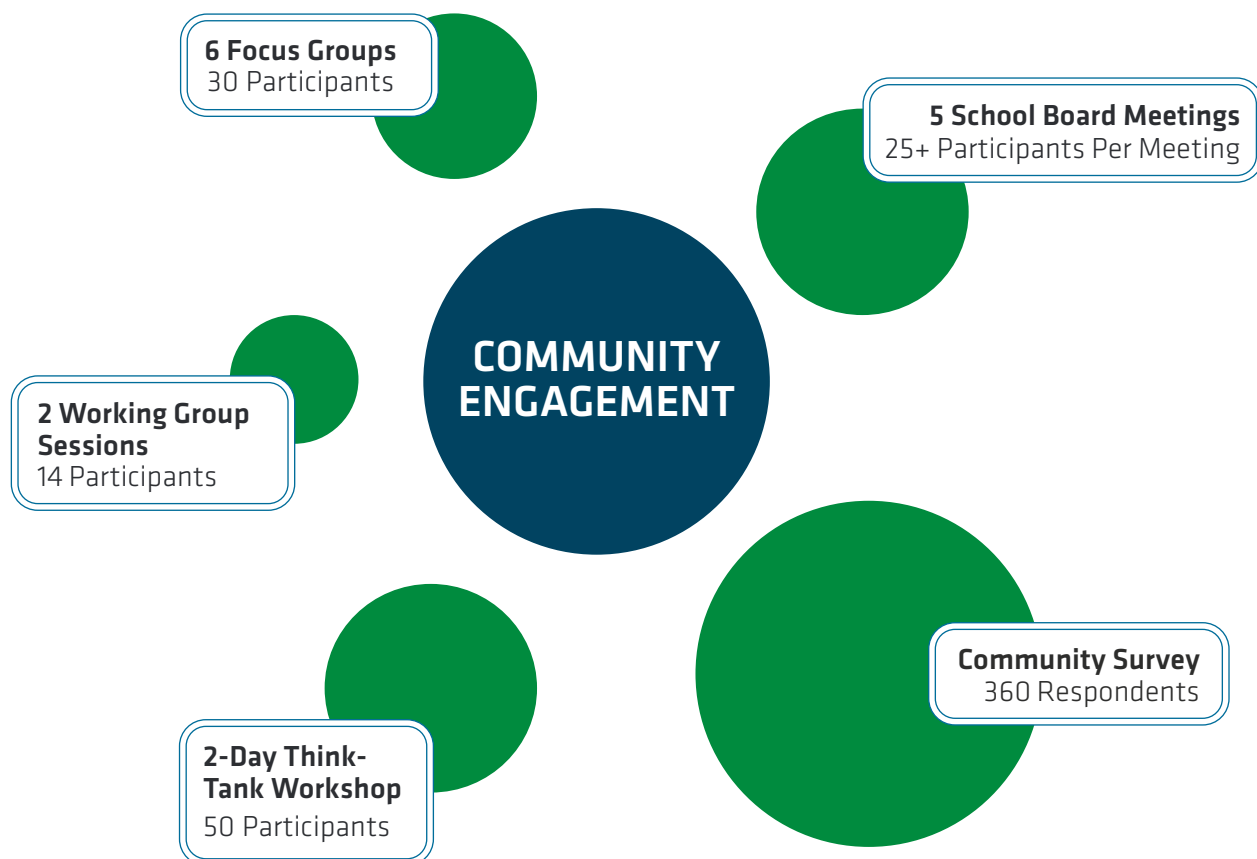 6 Focus Groups
30 Participants
5 School Board Meetings
25+ Participants Per Meeting
COMMUNITY
ENGAGEMENT
2 Working Group
Sessions
14 Participants
Community Survey
360 Respondents
2-Day Think-
Tank Workshop
50 Participants